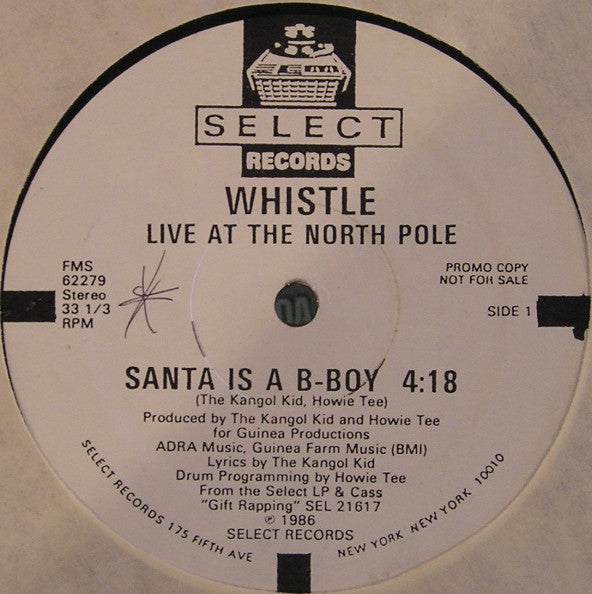 SELECT
RECORDS
WHISTLE
LIVE AT THE NORTH POLE
FMS
62279
Stereo
33 1/3
RPM
PROMO COPY
NOT FOR SALE
SIDE 1
SANTA IS A B-BOY 4:18
(The Kangol Kid, Howie Tee)
Produced by The Kangol Kid and Howie Tee
for Guinea Productions
ADRA Music, Guinea Farm Music (BMI)
Lyrics by The Kangol Kid
Drum Programming by Howie Tee
From the Select LP & Cass
"Gift Rapping" SEL 21617
℗ 1986
SELECT RECORDS
SELECT RECORDS 175 FIFTH AVE NEW YORK NEW YORK 10010